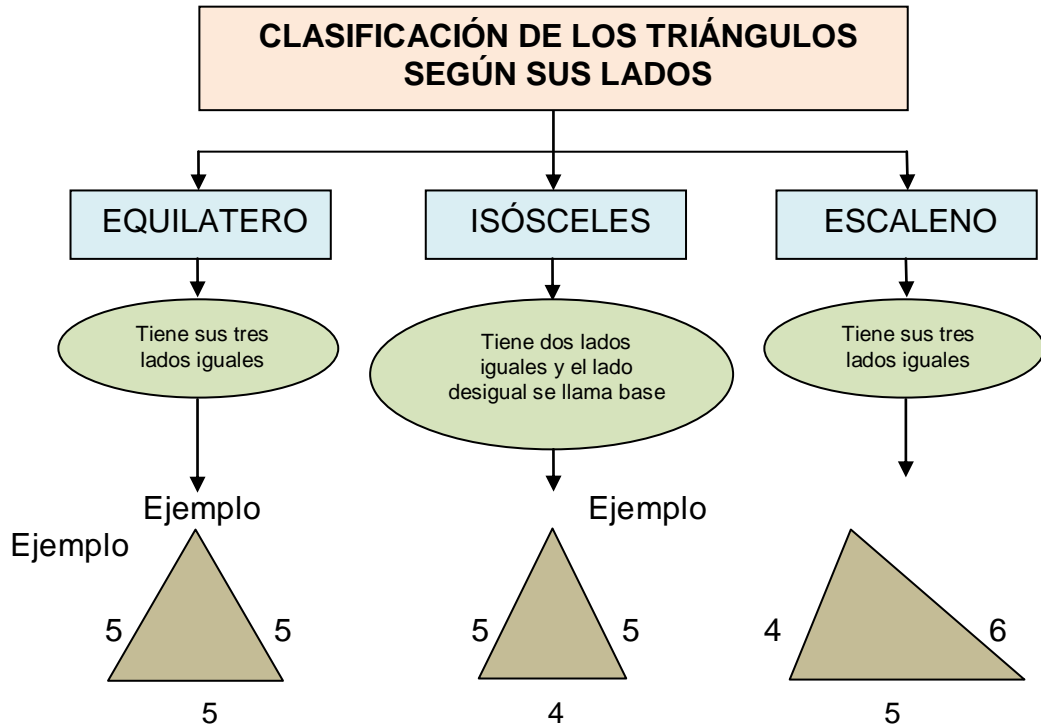 CLASIFICACIÓN DE LOS TRIÁNGULOS
SEGÚN SUS LADOS
EQUILATERO
ISÓSCELES
ESCALENO
Tiene sus tres
lados iguales
Tiene dos lados
iguales y el lado
desigual se llama base
Tiene sus tres
lados iguales
Ejemplo
Ejemplo
Ejemplo
5
5
5
5
4
6
5
4
5